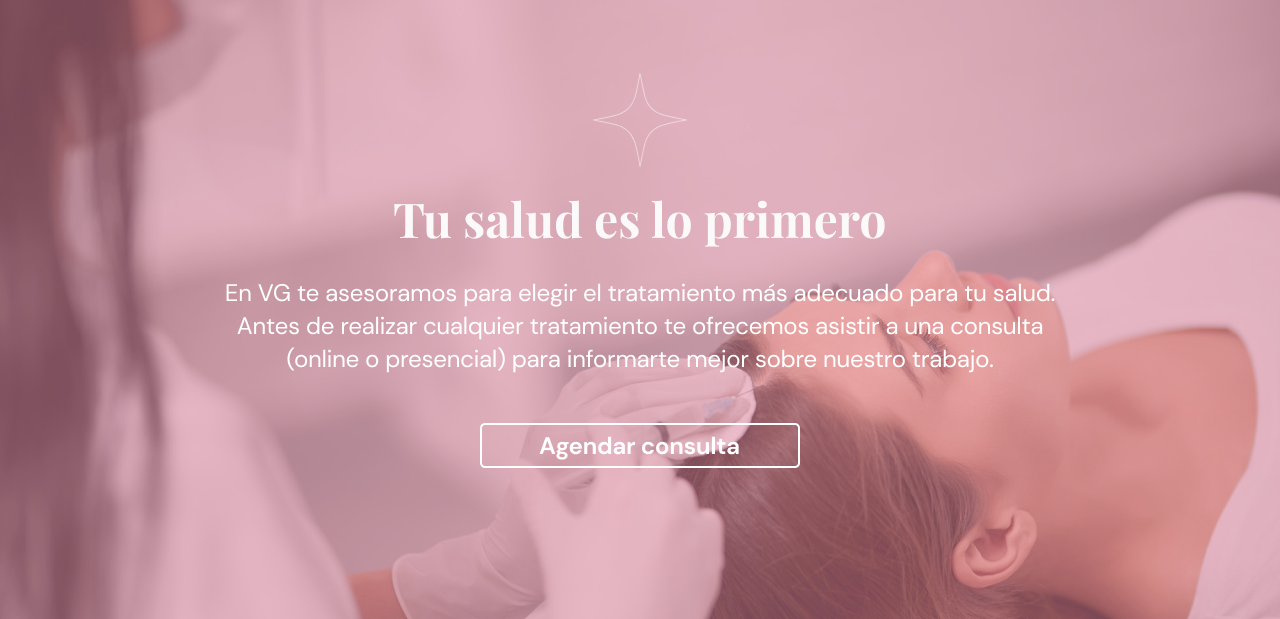 Tu salud es lo primero
En VG te asesoramos para elegir el tratamiento más adecuado para tu salud.
Antes de realizar cualquier tratamiento te ofrecemos asistir a una consulta
(online o presencial) para informarte mejor sobre nuestro trabajo.
Agendar consulta